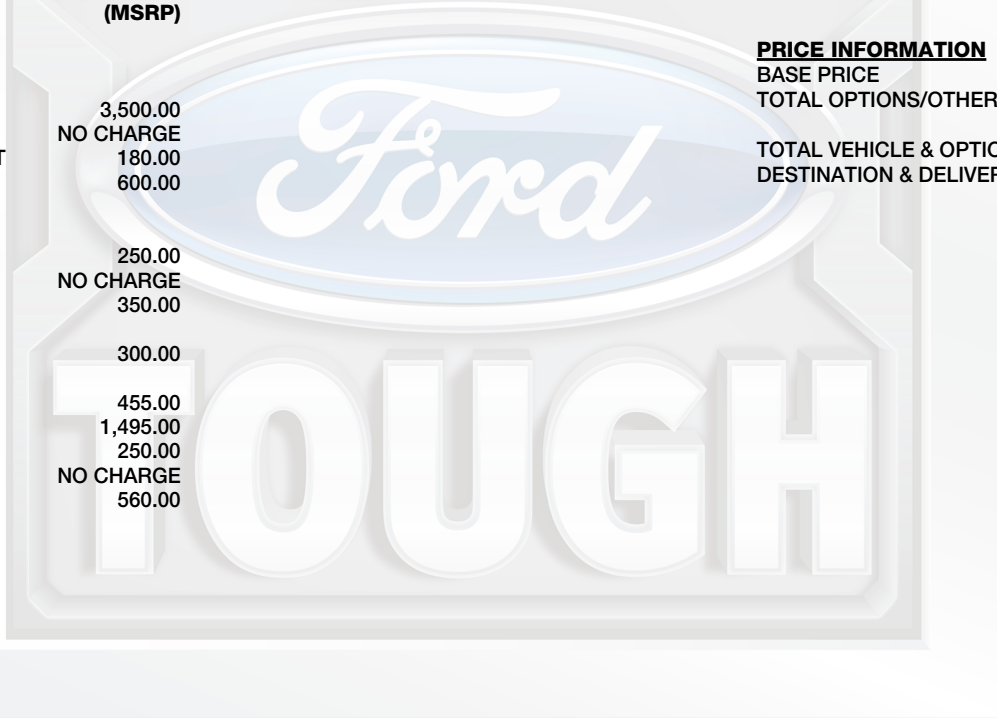 (MSRP)
3,500.00
NO CHARGE
T
180.00
600.00
250.00
NO CHARGE
350.00
300.00
455.00
1,495.00
250.00
NO CHARGE
560.00
PRICE INFORMATION
BASE PRICE
TOTAL OPTIONS/OTHER
TOTAL VEHICLE & OPTIO
DESTINATION & DELIVER
Ford
TOUGH